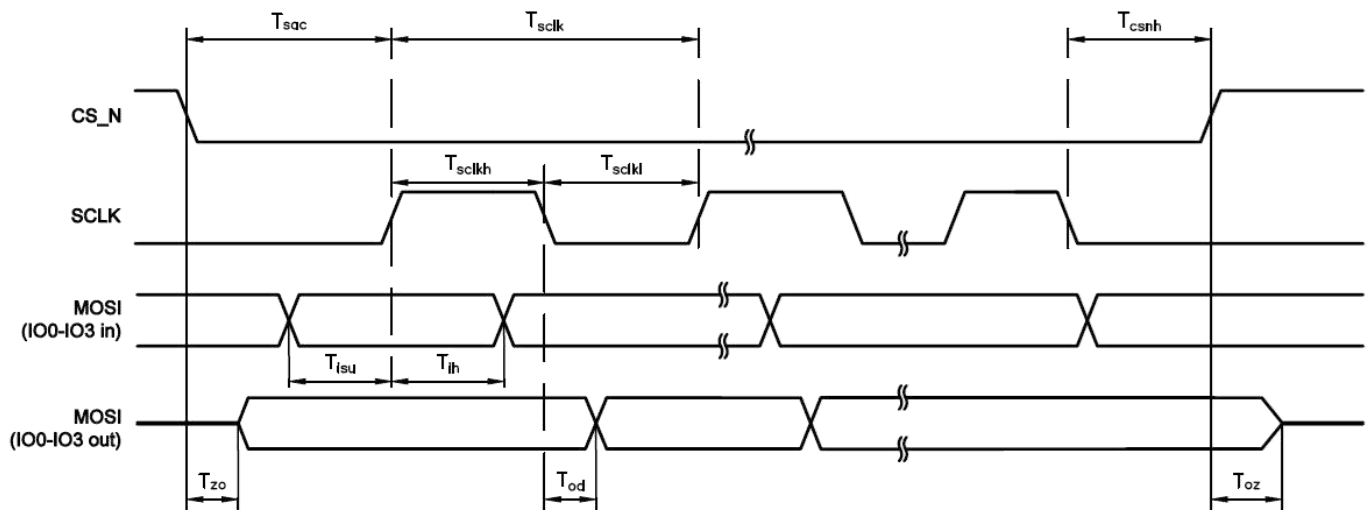 Tsac Tsclk Tcsnh
CS_N
Tsclkh Tsclkl
SCLK
MOSI
(IO0-IO3 in)
Tisu Tih
MOSI
(IO0-IO3 out)
Tzo Tod Toz